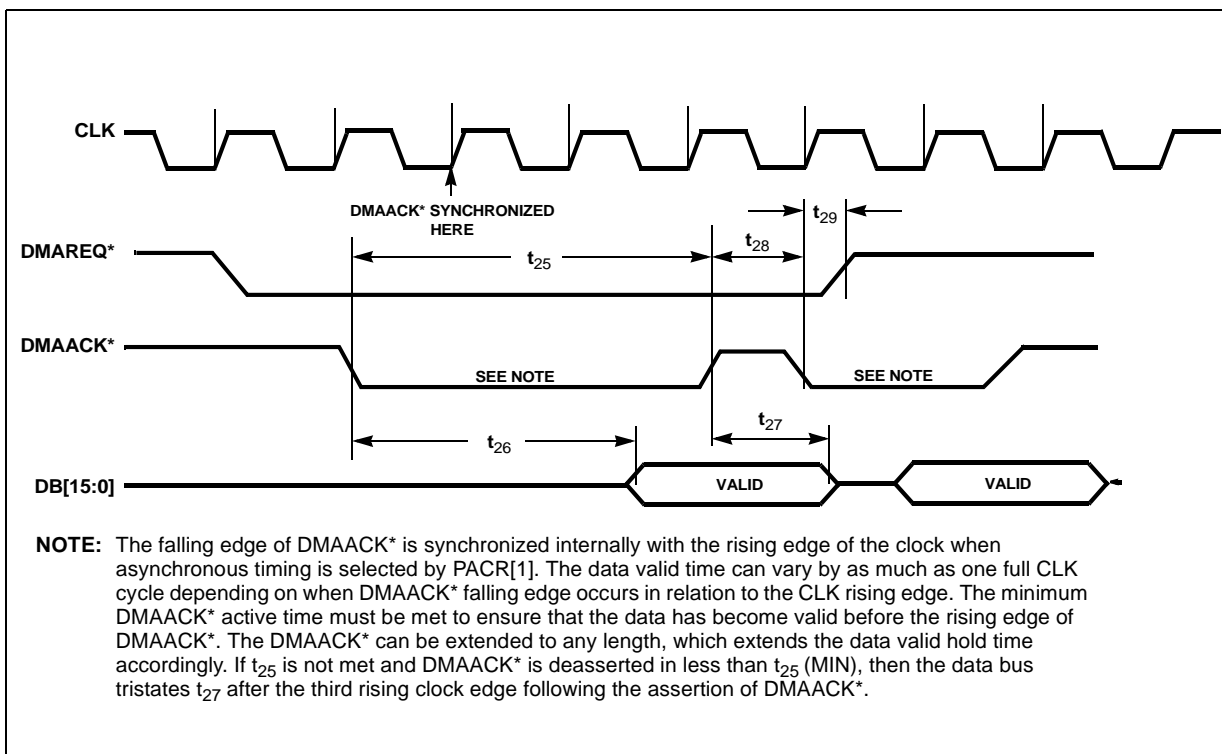 CLK
DMAACK* SYNCHRONIZED
HERE
t29
DMAREQ*
t25
t28
DMAACK*
SEE NOTE
SEE NOTE
t26
t27
DB[15:0]
VALID
VALID
NOTE: The falling edge of DMAACK* is synchronized internally with the rising edge of the clock when
asynchronous timing is selected by PACR[1]. The data valid time can vary by as much as one full CLK
cycle depending on when DMAACK* falling edge occurs in relation to the CLK rising edge. The minimum
DMAACK* active time must be met to ensure that the data has become valid before the rising edge of
DMAACK*. The DMAACK* can be extended to any length, which extends the data valid hold time
accordingly. If t25 is not met and DMAACK* is deasserted in less than t25 (MIN), then the data bus
tristates t27 after the third rising clock edge following the assertion of DMAACK*.